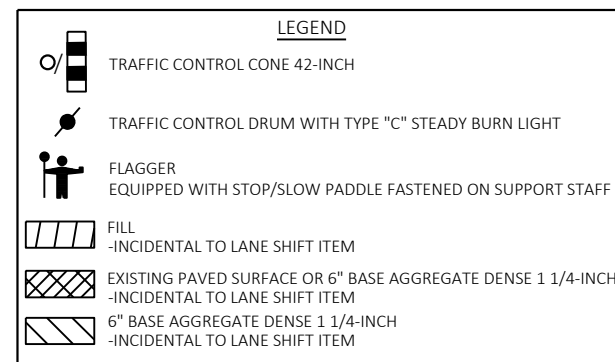 LEGEND
TRAFFIC CONTROL CONE 42-INCH
TRAFFIC CONTROL DRUM WITH TYPE "C" STEADY BURN LIGHT
FLAGGER
EQUIPPED WITH STOP/SLOW PADDLE FASTENED ON SUPPORT STAFF
FILL
-INCIDENTAL TO LANE SHIFT ITEM
EXISTING PAVED SURFACE OR 6" BASE AGGREGATE DENSE 1 1/4-INCH
-INCIDENTAL TO LANE SHIFT ITEM
6" BASE AGGREGATE DENSE 1 1/4-INCH
-INCIDENTAL TO LANE SHIFT ITEM